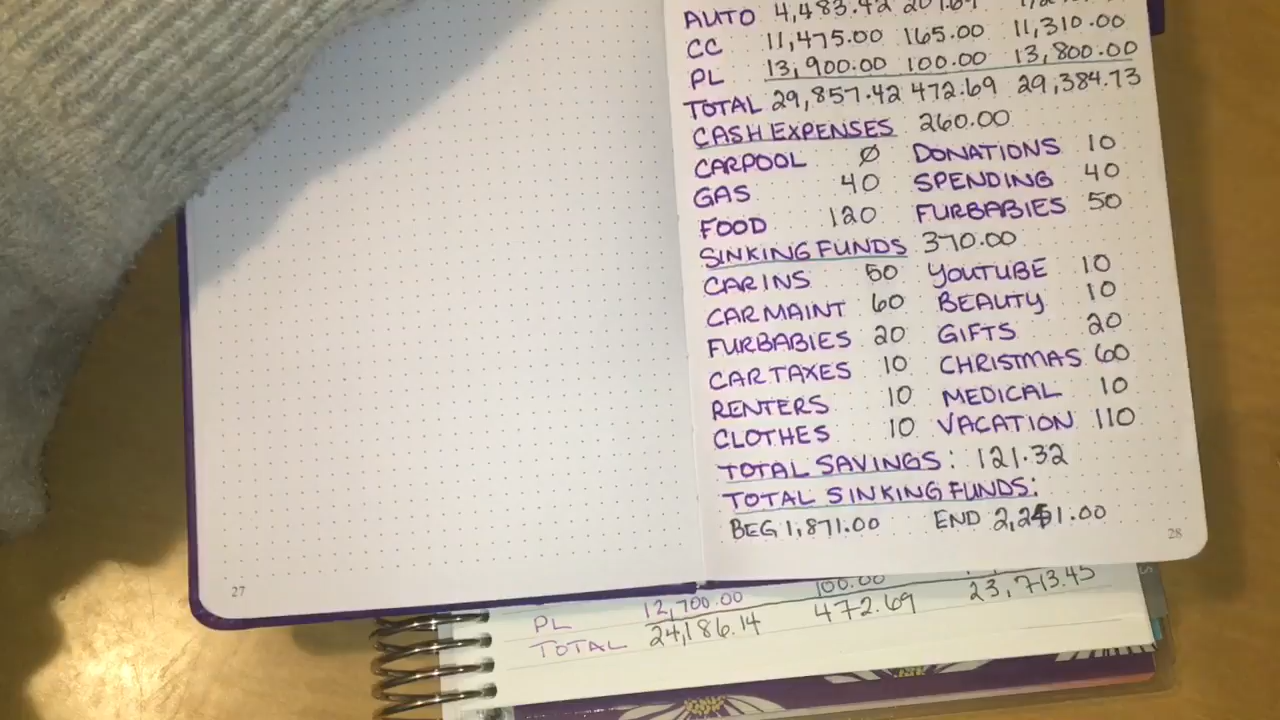 AUTO 4,483.42 207.69
CC 11,475.00 165.00 11,310.00
PL 13,900.00 100.00 13,800.00
TOTAL 29,857.42 472.69 29,384.73
CASH EXPENSES 260.00
CARPOOL Ø DONATIONS 10
GAS 40 SPENDING 40
FOOD 120 FURBABIES 50
SINKING FUNDS 370.00
CAR INS 50 YOUTUBE 10
CAR MAINT 60 BEAUTY 10
FURBABIES 20 GIFTS 20
CAR TAXES 10 CHRISTMAS 60
RENTERS 10 MEDICAL 10
CLOTHES 10 VACATION 110
TOTAL SAVINGS: 121.32
TOTAL SINKING FUNDS:
BEG 1,871.00 END
28
27
PL 12,700.00 100.00
TOTAL 24,186.14 472.69 23,713.45